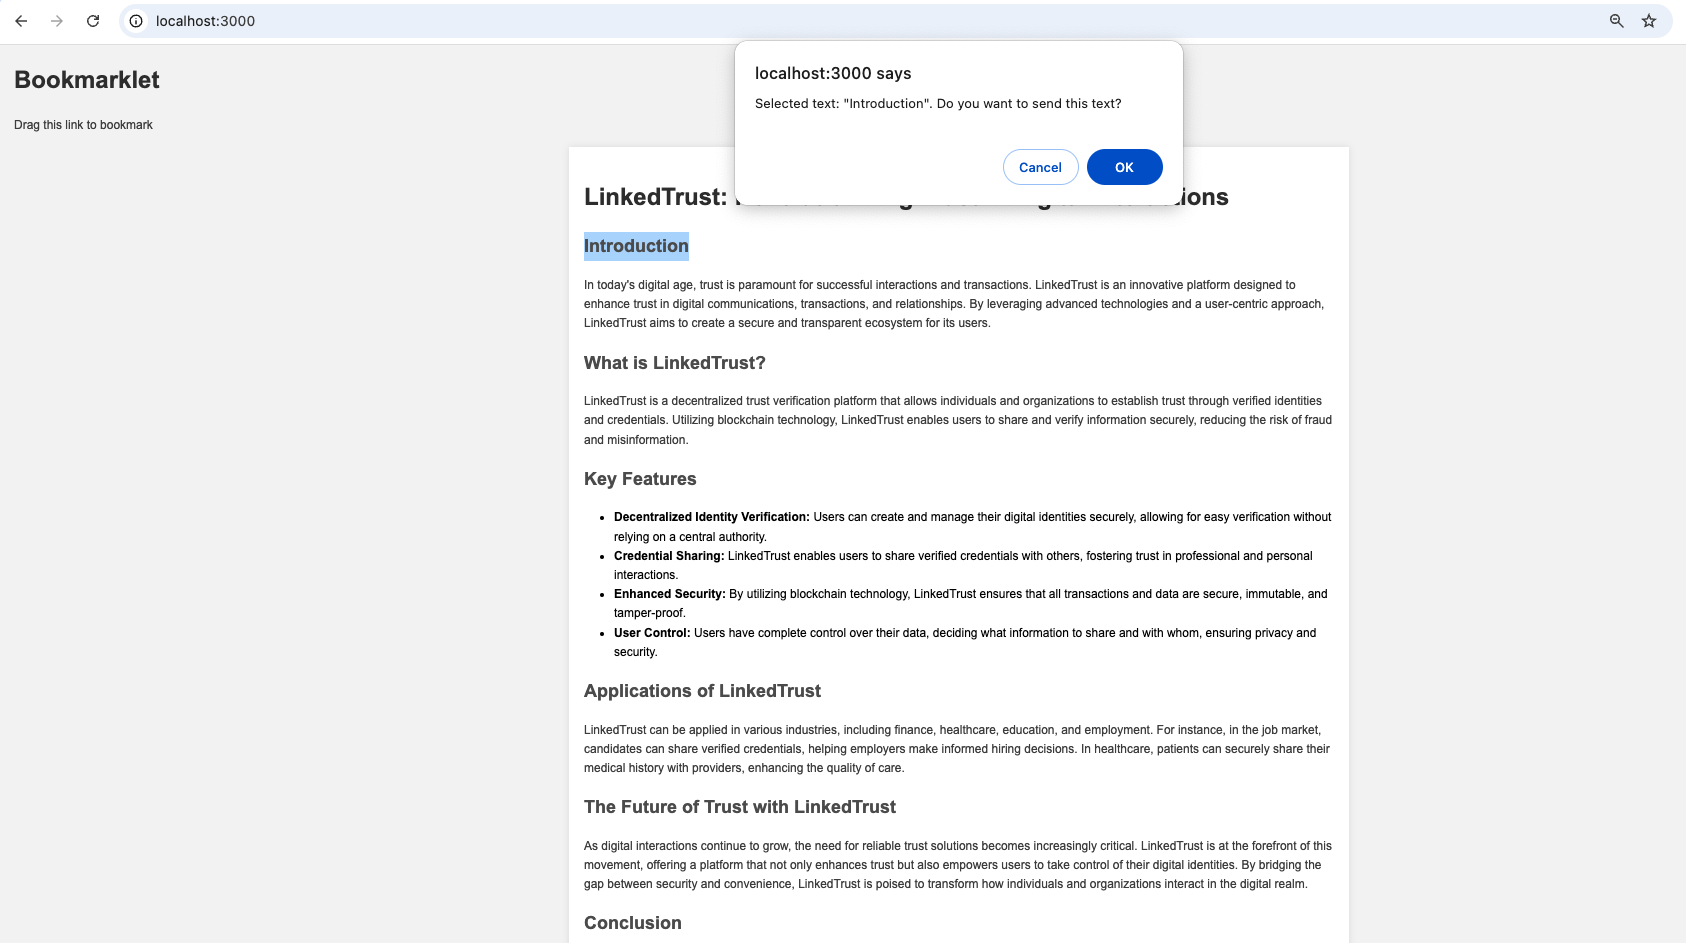 localhost:3000
Bookmarklet
Drag this link to bookmark
localhost:3000 says
Selected text: "Introduction". Do you want to send this text?
Cancel
OK
LinkedTrust:
Introduction
In today's digital age, trust is paramount for successful interactions and transactions. LinkedTrust is an innovative platform designed to
enhance trust in digital communications, transactions, and relationships. By leveraging advanced technologies and a user-centric approach,
LinkedTrust aims to create a secure and transparent ecosystem for its users.
What is LinkedTrust?
LinkedTrust is a decentralized trust verification platform that allows individuals and organizations to establish trust through verified identities
and credentials. Utilizing blockchain technology, LinkedTrust enables users to share and verify information securely, reducing the risk of fraud
and misinformation.
Key Features
• Decentralized Identity Verification: Users can create and manage their digital identities securely, allowing for easy verification without
relying on a central authority.
• Credential Sharing: LinkedTrust enables users to share verified credentials with others, fostering trust in professional and personal
interactions.
• Enhanced Security: By utilizing blockchain technology, LinkedTrust ensures that all transactions and data are secure, immutable, and
tamper-proof.
• User Control: Users have complete control over their data, deciding what information to share and with whom, ensuring privacy and
security.
Applications of LinkedTrust
LinkedTrust can be applied in various industries, including finance, healthcare, education, and employment. For instance, in the job market,
candidates can share verified credentials, helping employers make informed hiring decisions. In healthcare, patients can securely share their
medical history with providers, enhancing the quality of care.
The Future of Trust with LinkedTrust
As digital interactions continue to grow, the need for reliable trust solutions becomes increasingly critical. LinkedTrust is at the forefront of this
movement, offering a platform that not only enhances trust but also empowers users to take control of their digital identities. By bridging the
gap between security and convenience, LinkedTrust is poised to transform how individuals and organizations interact in the digital realm.
Conclusion